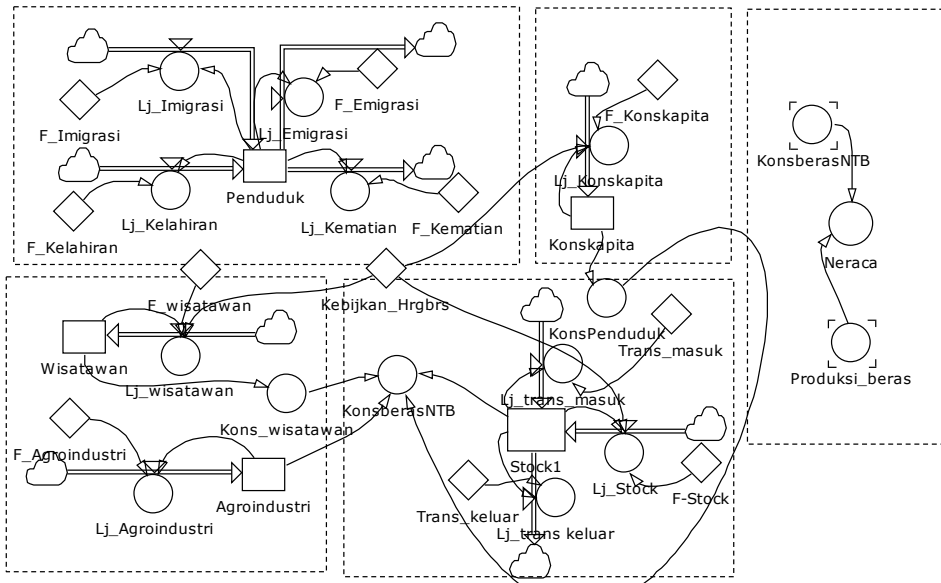 Lj_Imigrasi
F_Emigrasi
F_Imigrasi
Lj_Emigrasi
Penduduk
Lj_Kelahiran
Lj_Kematian
F_Kematian
F_Kelahiran
F_Konskapita
Lj_Konskapita
Konskapita
KonsberasNTB
Neraca
Produksi_beras
F_wisatawan
Kebijkan_Hrgbrs
KonsPenduduk
Trans_masuk
Wisatawan
Lj_wisatawan
KonsberasNTB
Lj_trans_masuk
Kons_wisatawan
F_Agroindustri
Agroindustri
Stock1
Lj_Stock
F-Stock
Lj_Agroindustri
Trans_keluar
Lj_trans keluar